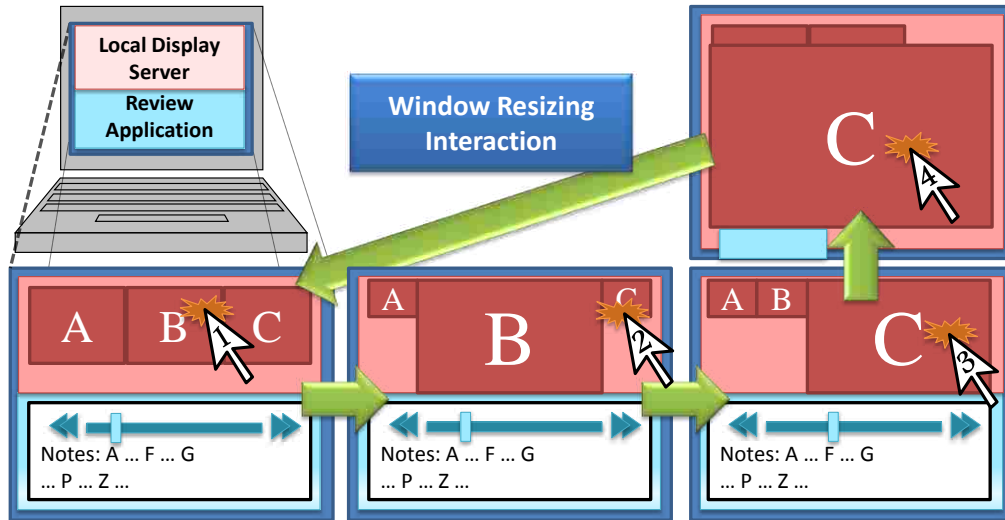 Local Display
Server
Review
Application
Window Resizing
Interaction
C
4
A
B
C
1
Notes: A ... F ... G
... P ... Z ...
A
B
C
2
Notes: A ... F ... G
... P ... Z ...
A
B
C
3
Notes: A ... F ... G
... P ... Z ...